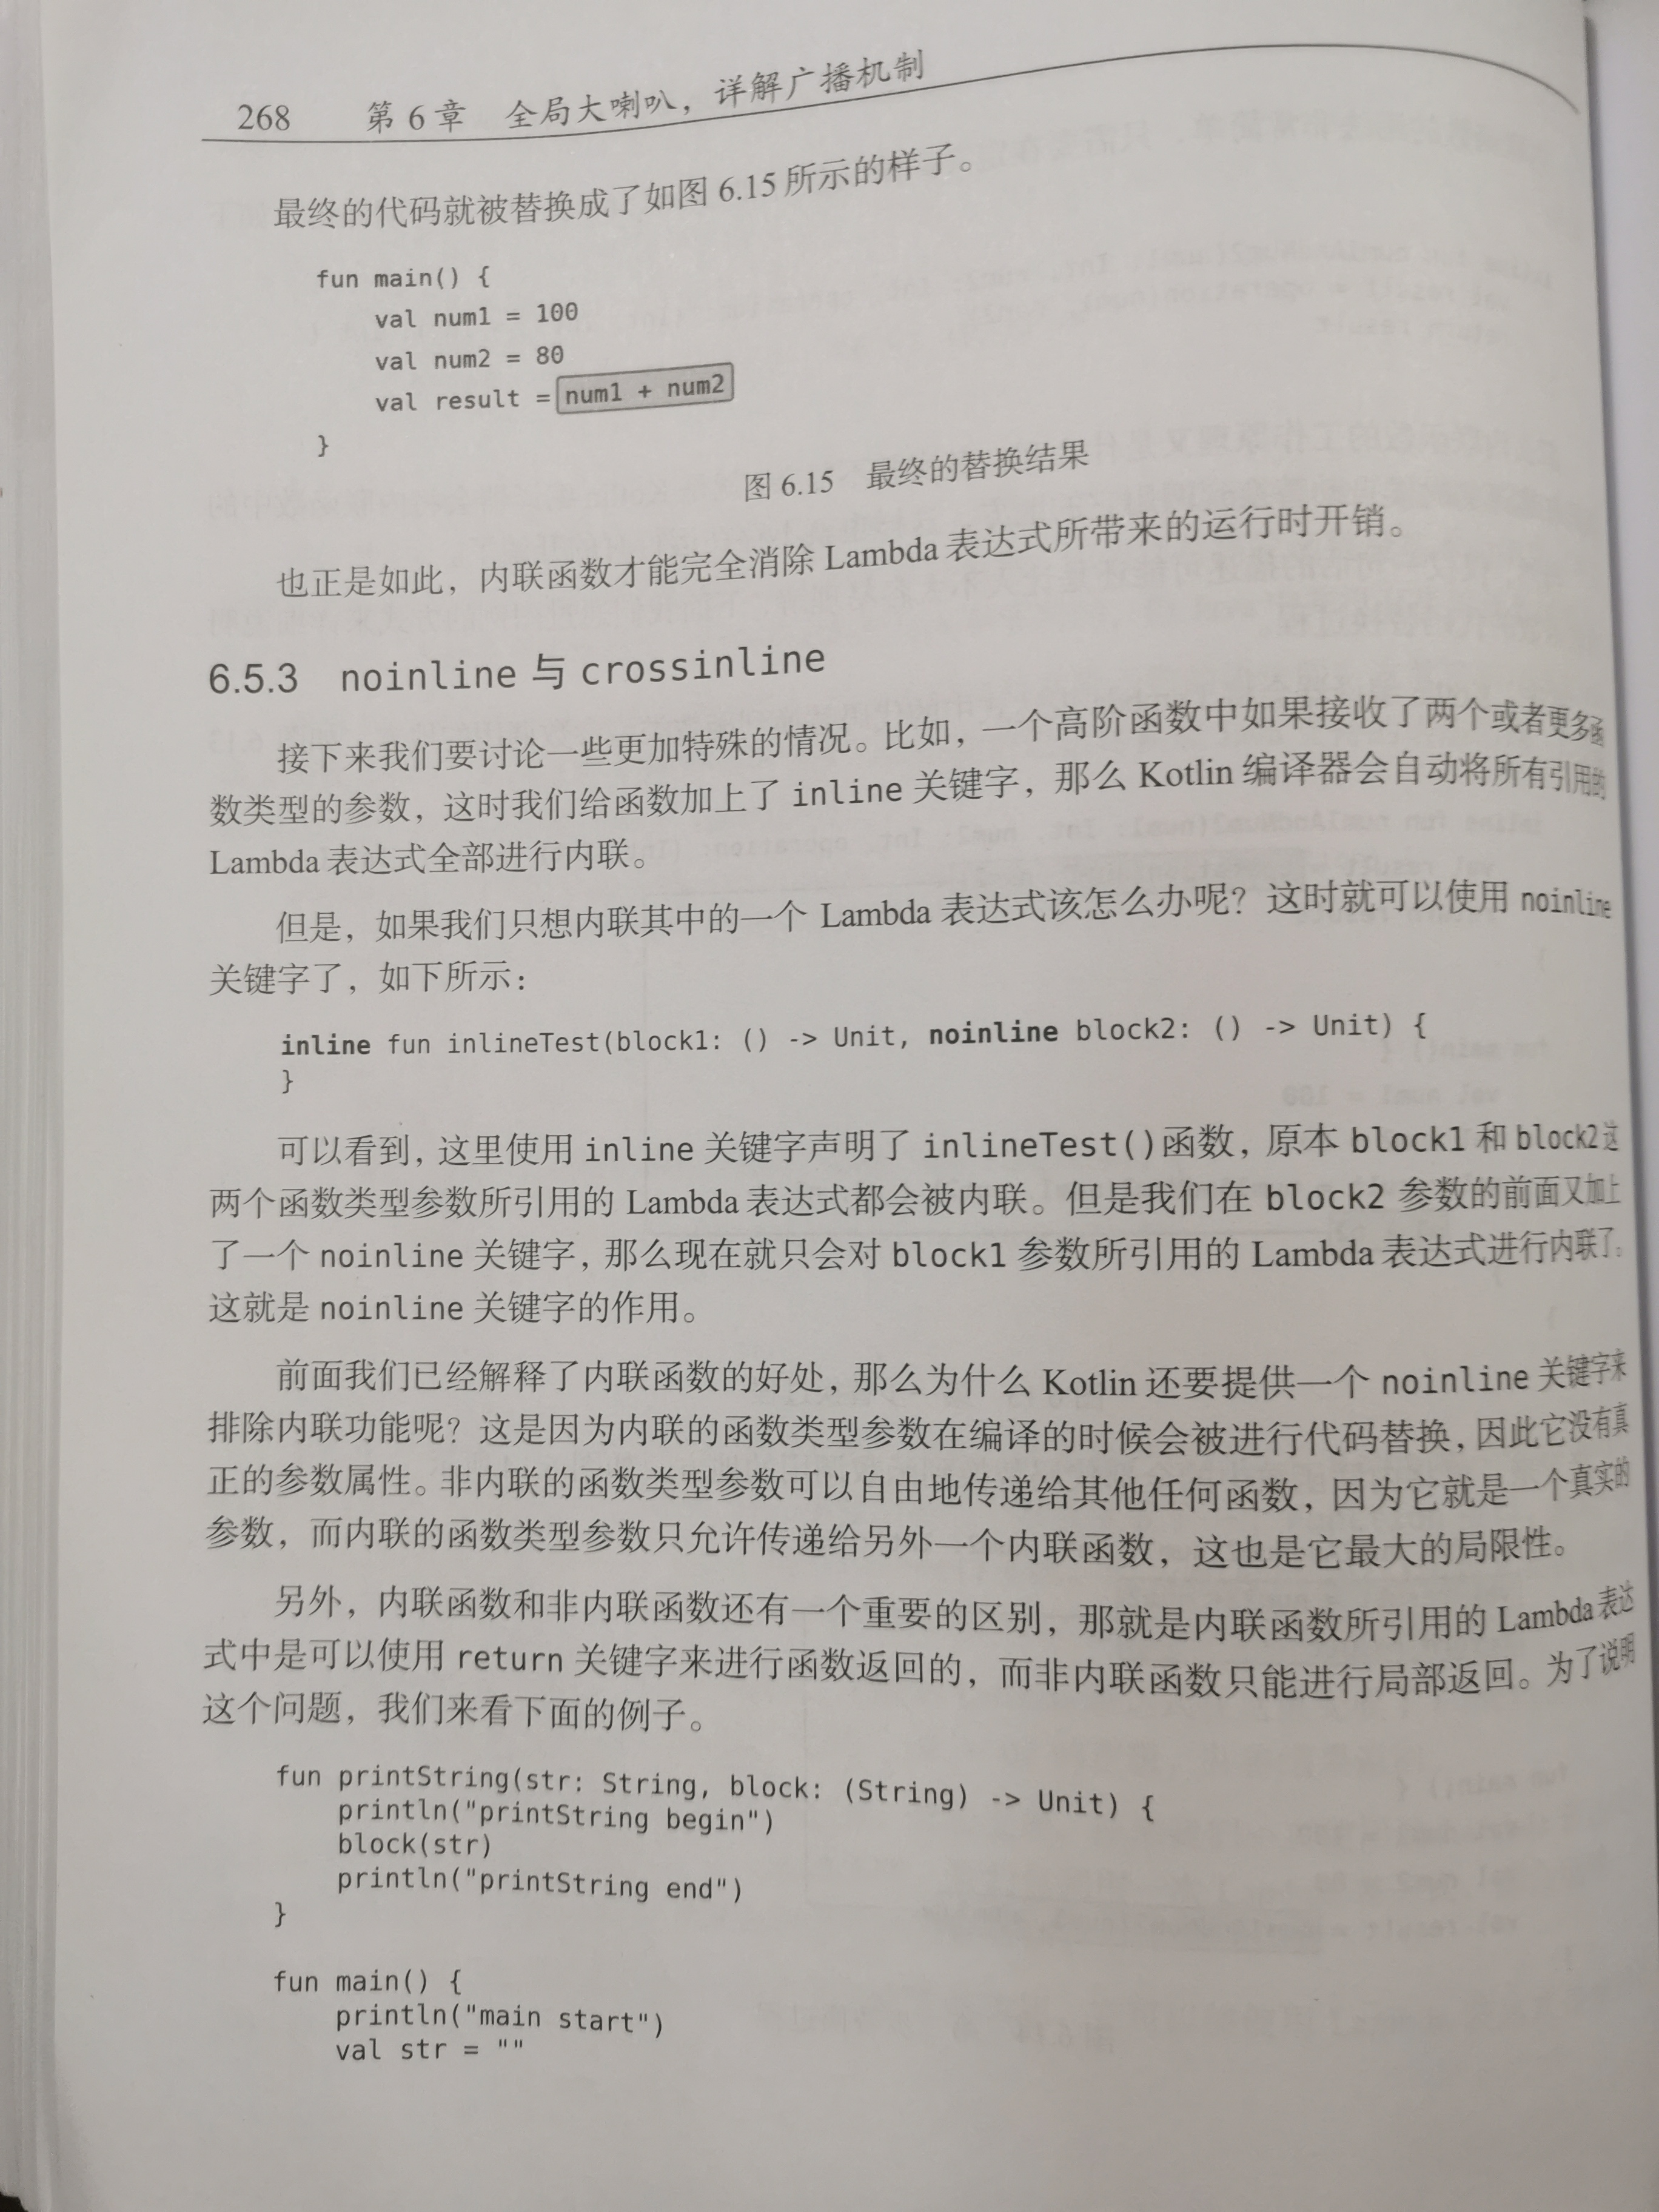 268 第 6 章 全局大喇叭，详解广播机制
最终的代码就被替换成了如图 6.15 所示的样子。
fun main() {
    val num1 = 100
    val num2 = 80
    val result = num1 + num2
}
图 6.15 最终的替换结果
也正是如此，内联函数才能完全消除 Lambda 表达式所带来的运行时开销。
6.5.3 noinline 与 crossinline
接下来我们要讨论一些更加特殊的情况。比如，一个高阶函数中如果接收了两个或者更多函
数类型的参数，这时我们给函数加上了 inline 关键字，那么 Kotlin 编译器会自动将所有引用的
Lambda 表达式全部进行内联。
但是，如果我们只想内联其中的一个 Lambda 表达式该怎么办呢？这时就可以使用 noinline
关键字了，如下所示：
inline fun inlineTest(block1: () -> Unit, noinline block2: () -> Unit) {
}
可以看到，这里使用 inline 关键字声明了 inlineTest()函数，原本 block1 和 block2 这
两个函数类型参数所引用的 Lambda 表达式都会被内联。但是我们在 block2 参数的前面又加上
了一个 noinline 关键字，那么现在就只会对 block1 参数所引用的 Lambda 表达式进行内联了。
这就是 noinline 关键字的作用。
前面我们已经解释了内联函数的好处，那么为什么 Kotlin 还要提供一个 noinline 关键字来
排除内联功能呢？这是因为内联的函数类型参数在编译的时候会被进行代码替换，因此它没有真
正的参数属性。非内联的函数类型参数可以自由地传递给其他任何函数，因为它就是一个真实的
参数，而内联的函数类型参数只允许传递给另外一个内联函数，这也是它最大的局限性。
另外，内联函数和非内联函数还有一个重要的区别，那就是内联函数所引用的 Lambda 表达
式中是可以使用 return 关键字来进行函数返回的，而非内联函数只能进行局部返回。为了说明
这个问题，我们来看下面的例子。
fun printString(str: String, block: (String) -> Unit) {
    println("printString begin")
    block(str)
    println("printString end")
}
fun main() {
    println("main start")
    val str = ""